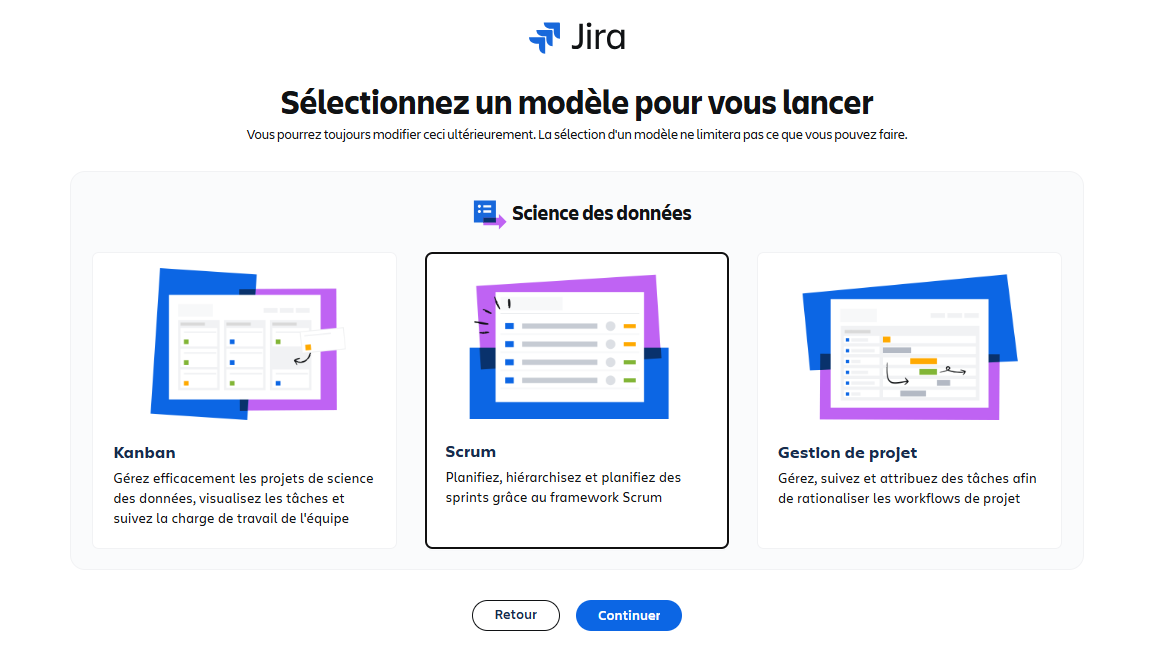 Jira
Sélectionnez un modèle pour vous lancer
Vous pourrez toujours modifier ceci ultérieurement. La sélection d'un modèle ne limitera pas ce que vous pouvez faire.
Science des données
Kanban
Gérez efficacement les projets de science
des données, visualisez les tâches et
suivez la charge de travail de l'équipe
Scrum
Planifiez, hiérarchisez et planifiez des
sprints grâce au framework Scrum
Gestion de projet
Gérez, suivez et attribuez des tâches afin
de rationaliser les workflows de projet
Retour
Continuer